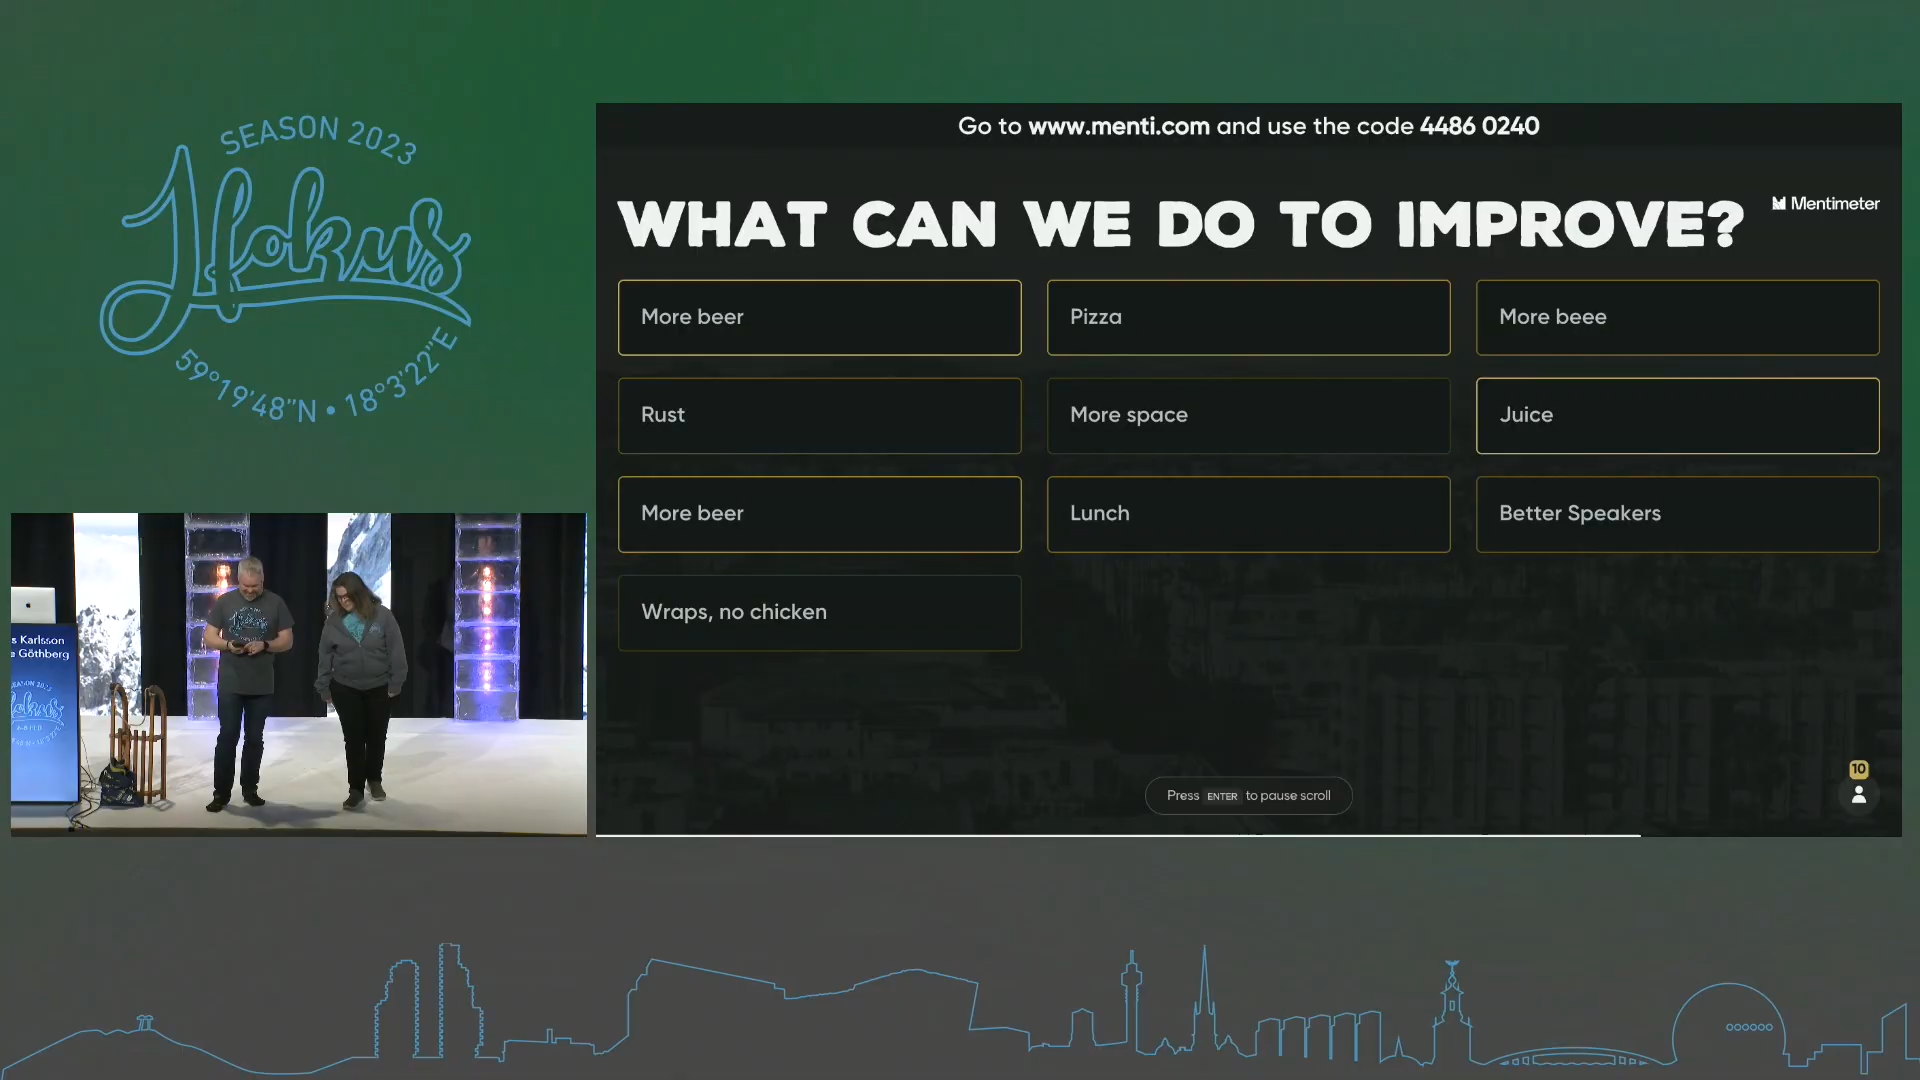 SEASON 2023
Jfokus
59°19'48"N • 18°3'22"E
Go to www.menti.com and use the code 4486 0240
WHAT CAN WE DO TO IMPROVE?
Mentimeter
More beer
Pizza
More beee
Rust
More space
Juice
More beer
Lunch
Better Speakers
Wraps, no chicken
Press ENTER to pause scroll
10
s Karlsson
e Göthberg